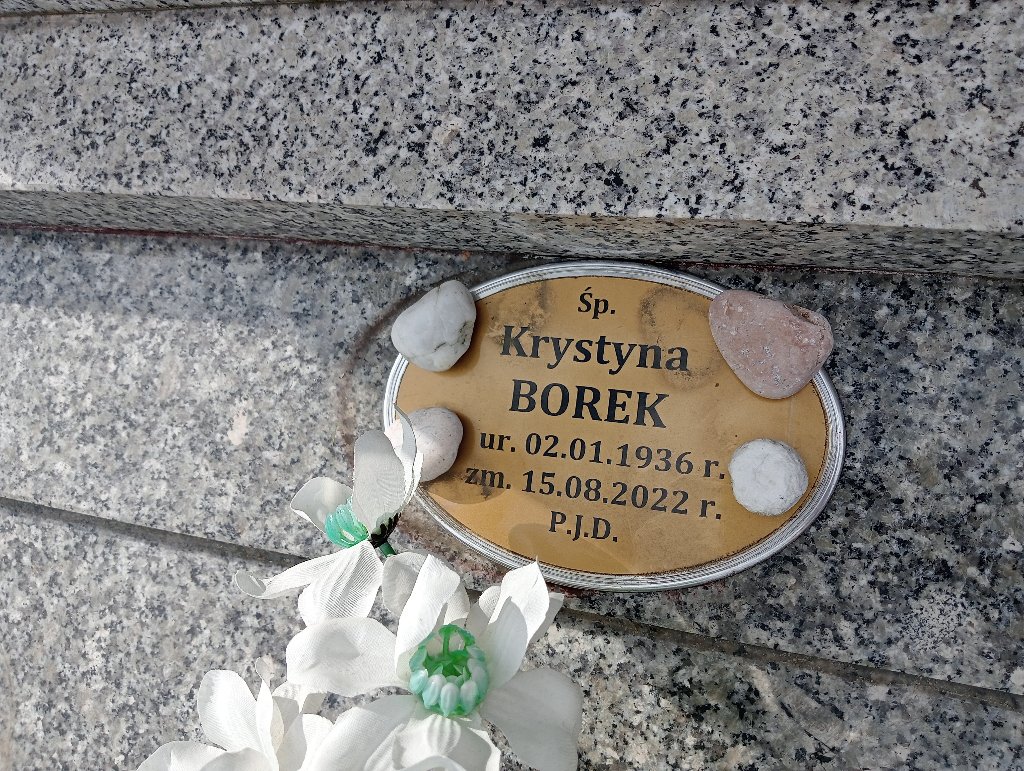 Śp.
Krystyna
BOREK
ur. 02.01.1936 r.
zm. 15.08.2022 r.
P.J.D.